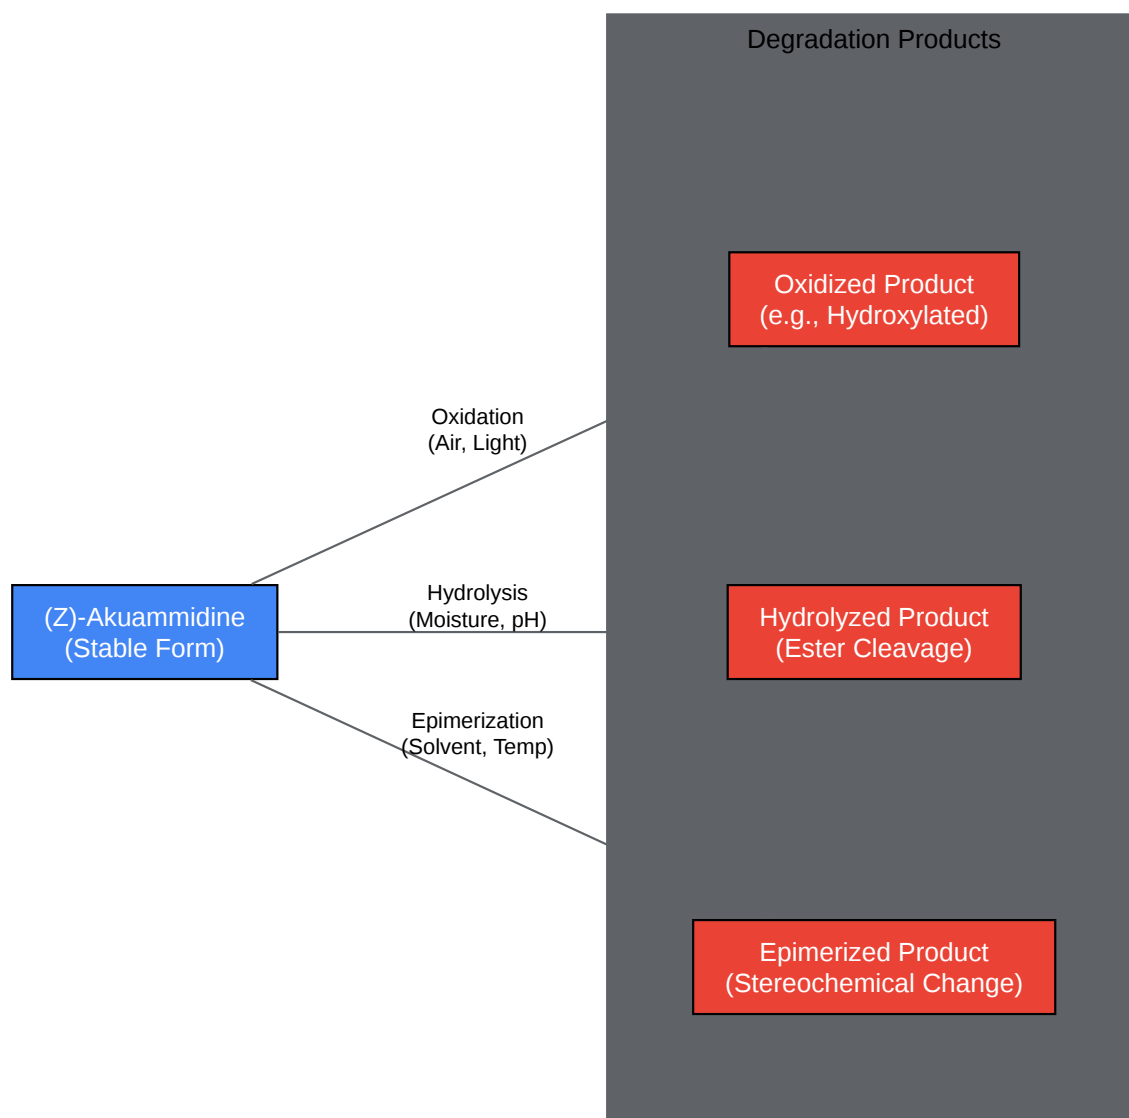 Degradation Products
Oxidized Product
(e.g., Hydroxylated)
Oxidation
(Air, Light)
(Z)-Akuammidine
(Stable Form)
Hydrolysis
(Moisture, pH)
Hydrolyzed Product
(Ester Cleavage)
Epimerization
(Solvent, Temp)
Epimerized Product
(Stereochemical Change)